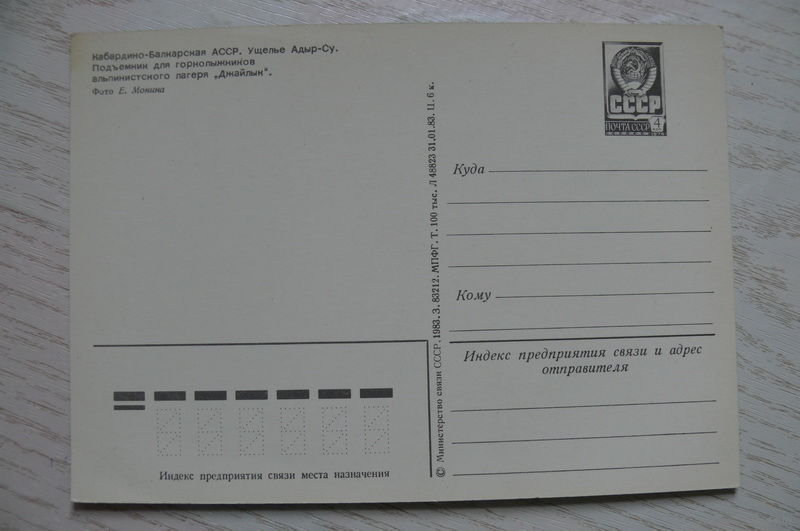 Кабардино-Балкарская АССР. Ущелье Адыр-Су.
Подъемник для горнолыжников
альпинистского лагеря „Джайлык".
Фото Е. Монина
СССР
ПОЧТА СССР 4
Куда
Кому
Индекс предприятия связи и адрес
отправителя
© Министерство связи СССР, 1983. З. 83212. МПФГ. Т. 100 тыс. Л 48823 31.01.83. Ц. 6 к.
Индекс предприятия связи места назначения